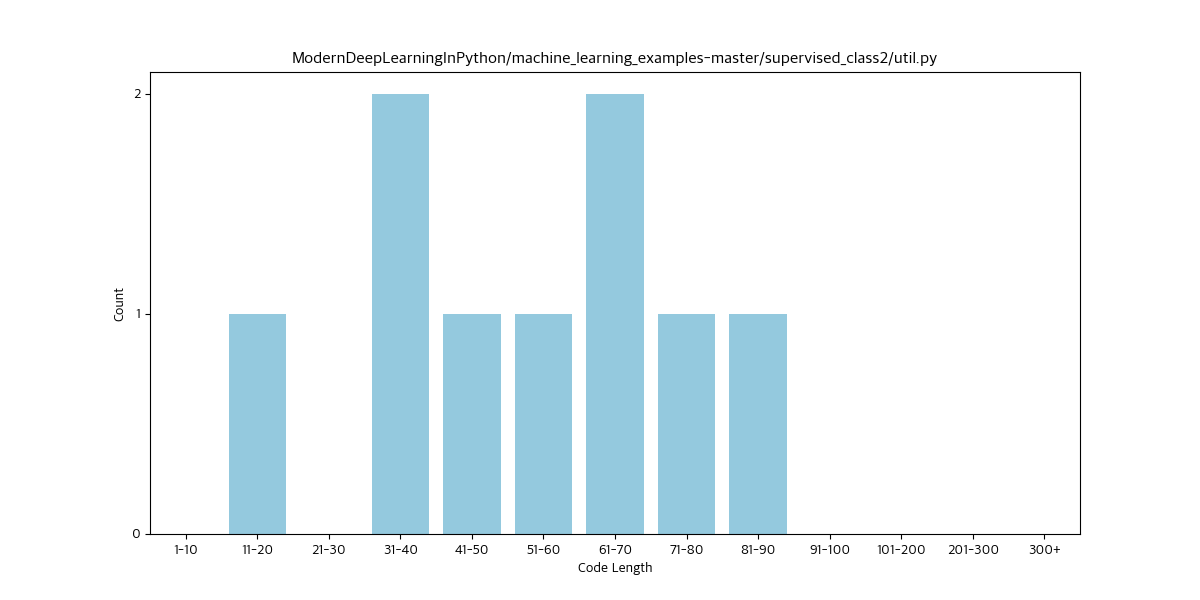 ModernDeepLearningInPython/machine_learning_examples-master/supervised_class2/util.py
2
1
0
Count
1-10 11-20 21-30 31-40 41-50 51-60 61-70 71-80 81-90 91-100 101-200 201-300 300+
Code Length